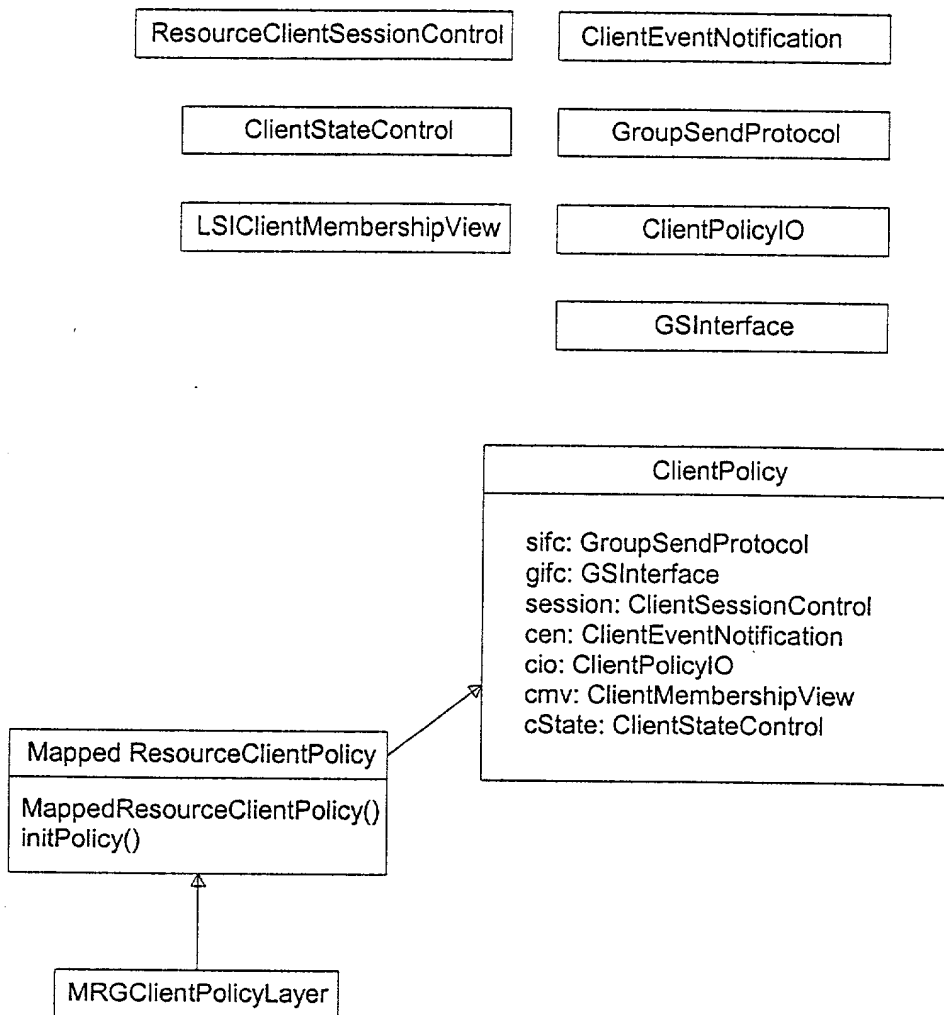 ResourceClientSessionControl
ClientEventNotification
ClientStateControl
GroupSendProtocol
LSIClientMembershipView
ClientPolicyIO
GSInterface
ClientPolicy
sifc: GroupSendProtocol
gifc: GSInterface
session: ClientSessionControl
cen: ClientEventNotification
cio: ClientPolicyIO
cmv: ClientMembershipView
cState: ClientStateControl
Mapped ResourceClientPolicy
MappedResourceClientPolicy()
initPolicy()
MRGClientPolicyLayer